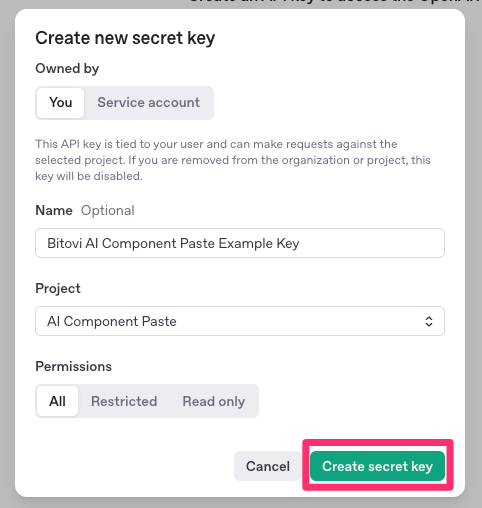 Create new secret key
Owned by
You Service account
This API key is tied to your user and can make requests against the
selected project. If you are removed from the organization or project, this
key will be disabled.
Name Optional
Bitovi AI Component Paste Example Key
Project
AI Component Paste
Permissions
All Restricted Read only
Cancel Create secret key